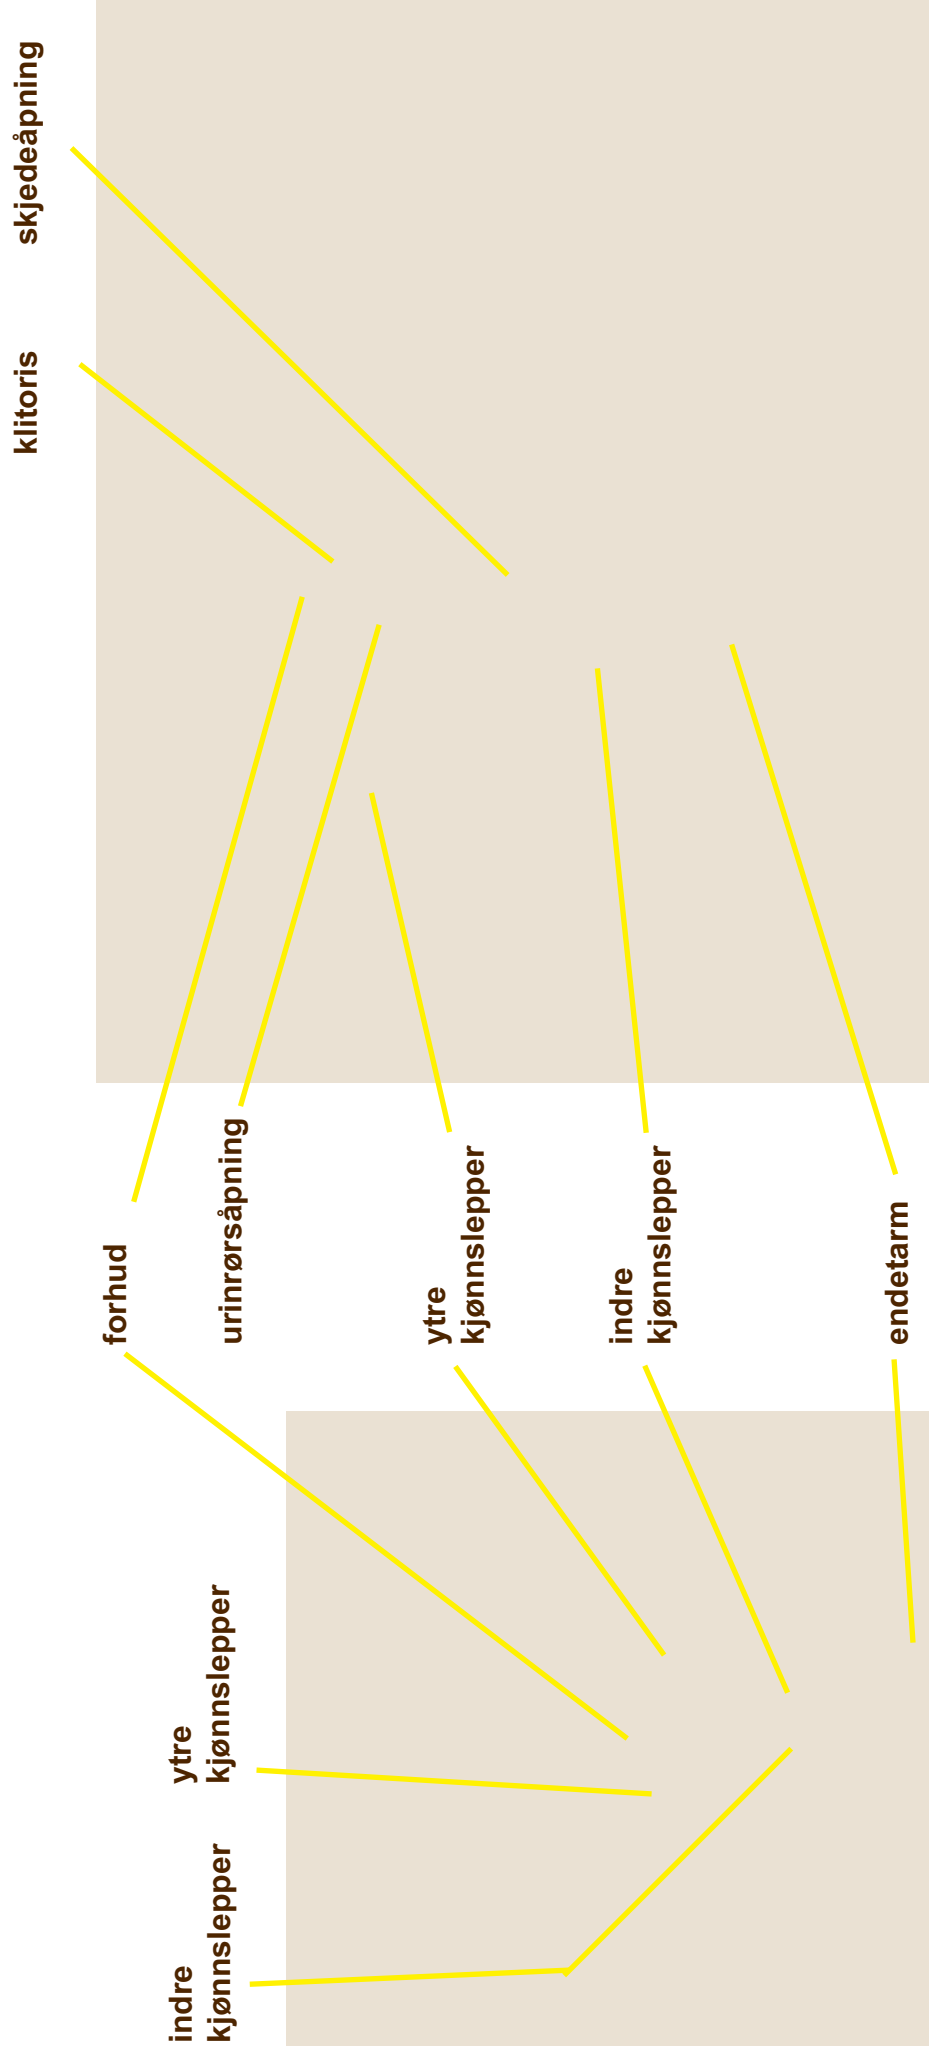 indre
kjønnslepper
ytre
kjønnslepper
forhud
urinrørsåpning
ytre
kjønnslepper
indre
kjønnslepper
endetarm
klitoris
skjedeåpning